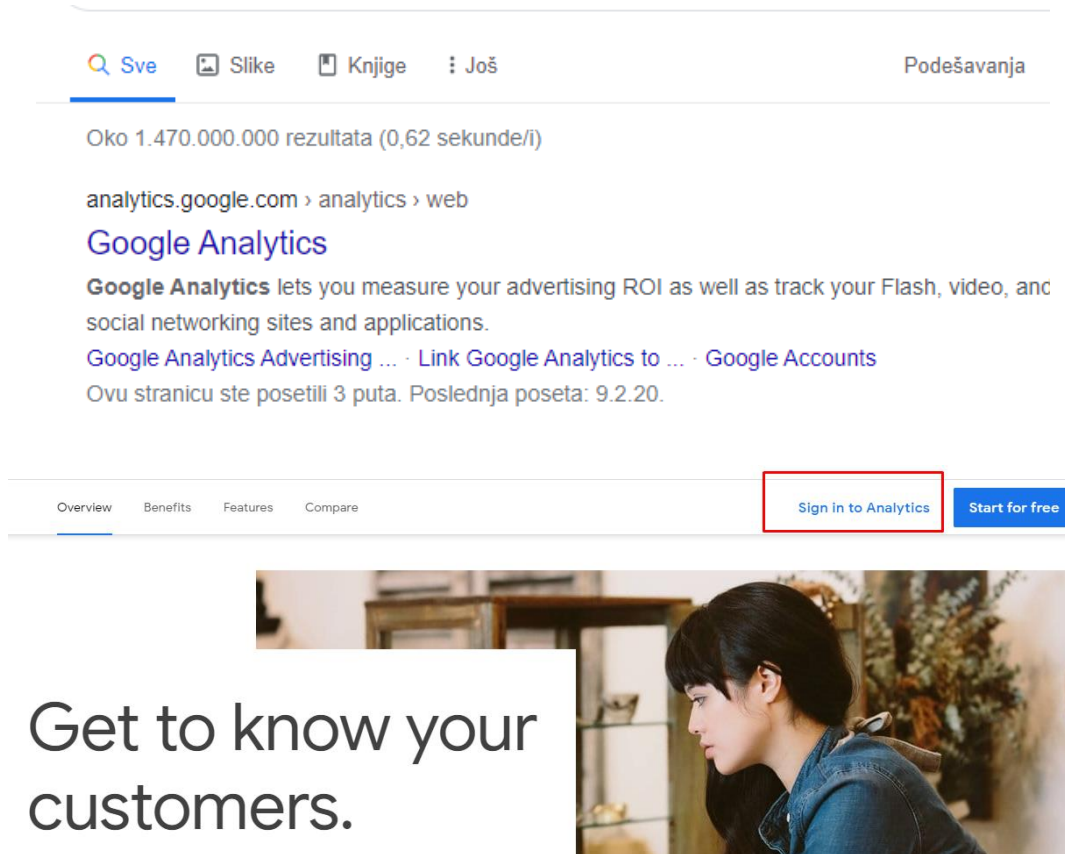 Sve Slike Knjige Još Podešavanja
Oko 1.470.000.000 rezultata (0,62 sekunde/i)
analytics.google.com › analytics › web
Google Analytics
Google Analytics lets you measure your advertising ROI as well as track your Flash, video, and
social networking sites and applications.
Google Analytics Advertising ... · Link Google Analytics to ... · Google Accounts
Ovu stranicu ste posetili 3 puta. Poslednja poseta: 9.2.20.
Overview Benefits Features Compare Sign in to Analytics Start for free
Get to know your
customers.